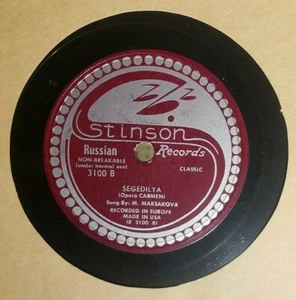 Stinson
Records
Russian
NON-BREAKABLE
(under normal use)
3100 B
CLASSIC
SEGEDILYA
(Opera CARMEN)
Sung By: M. MAKSAKOVA
RECORDED IN EUROPE
MADE IN USA
(R 3100 B)